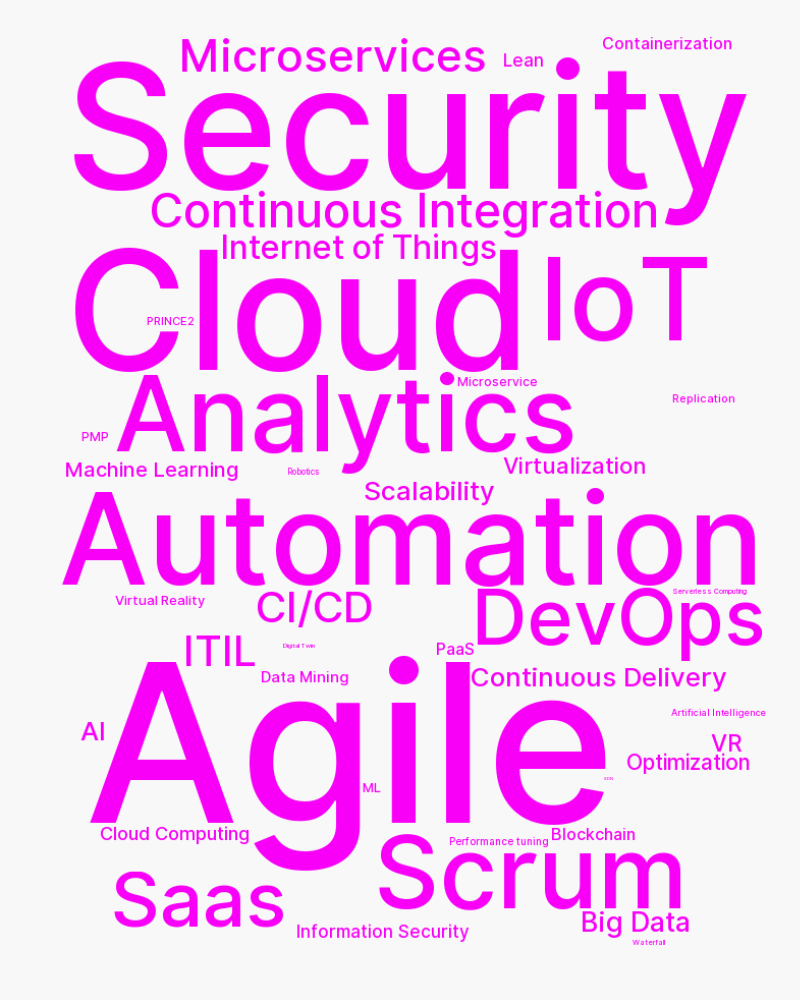 Microservices
Lean
Containerization
Security
Continuous Integration
Internet of Things
Cloud
IoT
PRINCE2
Analytics
Microservice
Replication
PMP
Machine Learning
Robotics
Virtualization
Scalability
Automation
Virtual Reality
CI/CD
DevOps
Serverless Computing
ITIL
Digital Twin
PaaS
Data Mining
Continuous Delivery
Agile
Artificial Intelligence
AI
VR
Optimization
ML
Cloud Computing
Scrum
Performance tuning
Blockchain
Saas
Big Data
Information Security
Waterfall